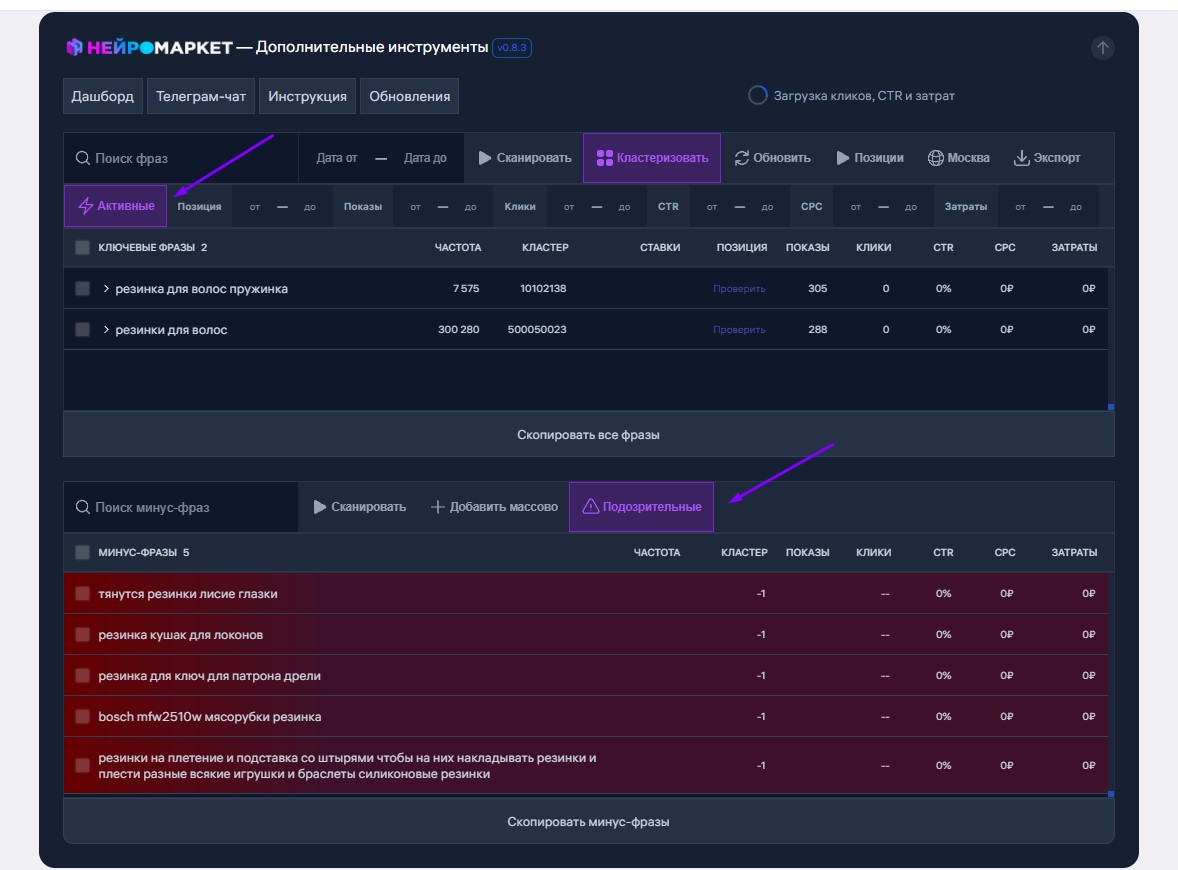 НЕЙРОМАРКЕТ — Дополнительные инструменты v0.8.3
Дашборд Телеграм-чат Инструкция Обновления Загрузка кликов, CTR и затрат
Поиск фраз Дата от — Дата до Сканировать Кластеризовать Обновить Позиции Москва Экспорт
Активные Позиция от — до Показы от — до Клики от — до CTR от — до CPC от — до Затраты от — до
КЛЮЧЕВЫЕ ФРАЗЫ 2 ЧАСТОТА КЛАСТЕР СТАВКИ ПОЗИЦИЯ ПОКАЗЫ КЛИКИ CTR CPC ЗАТРАТЫ
резинка для волос пружинка 7 575 10102138 Проверить 305 0 0% 0₽ 0₽
резинки для волос 300 280 500050023 Проверить 288 0 0% 0₽ 0₽
Скопировать все фразы
Поиск минус-фраз Сканировать Добавить массово Подозрительные
МИНУС-ФРАЗЫ 5 ЧАСТОТА КЛАСТЕР ПОКАЗЫ КЛИКИ CTR CPC ЗАТРАТЫ
тянутся резинки лисие глазки -1 -- 0% 0₽ 0₽
резинка кушак для локонов -1 -- 0% 0₽ 0₽
резинка для ключ для патрона дрели -1 -- 0% 0₽ 0₽
bosch mfw2510w мясорубки резинка -1 -- 0% 0₽ 0₽
резинки на плетение и подставка со штырями чтобы на них накладывать резинки и
плести разные всякие игрушки и браслеты силиконовые резинки -1 -- 0% 0₽ 0₽
Скопировать минус-фразы